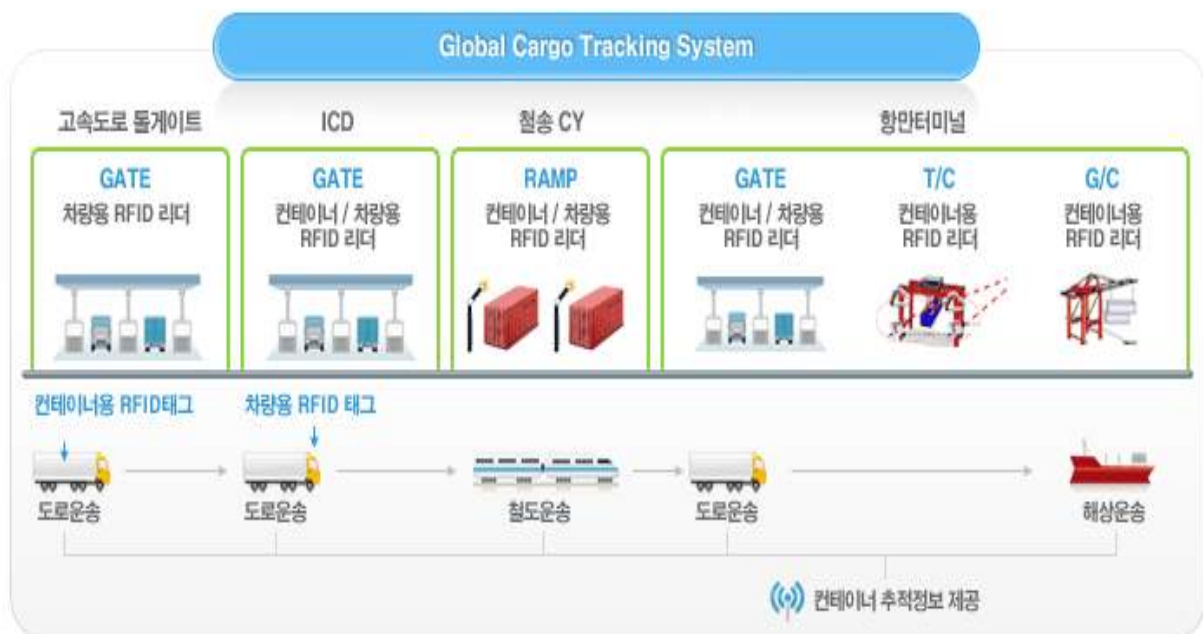 Global Cargo Tracking System
고속도로 톨게이트
ICD
철송 CY
항만터미널
GATE
차량용 RFID 리더
GATE
컨테이너 / 차량용
RFID 리더
RAMP
컨테이너 / 차량용
RFID 리더
GATE
컨테이너 / 차량용
RFID 리더
T/C
컨테이너용
RFID 리더
G/C
컨테이너용
RFID 리더
컨테이너용 RFID태그
차량용 RFID 태그
도로운송
도로운송
철도운송
도로운송
해상운송
컨테이너 추적정보 제공